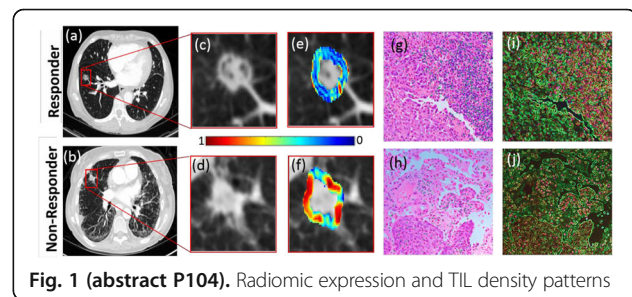 Responder
(a)
(c)
(e)
(g)
(i)
1
0
Non-Responder
(b)
(d)
(f)
(h)
(j)
Fig. 1 (abstract P104). Radiomic expression and TIL density patterns